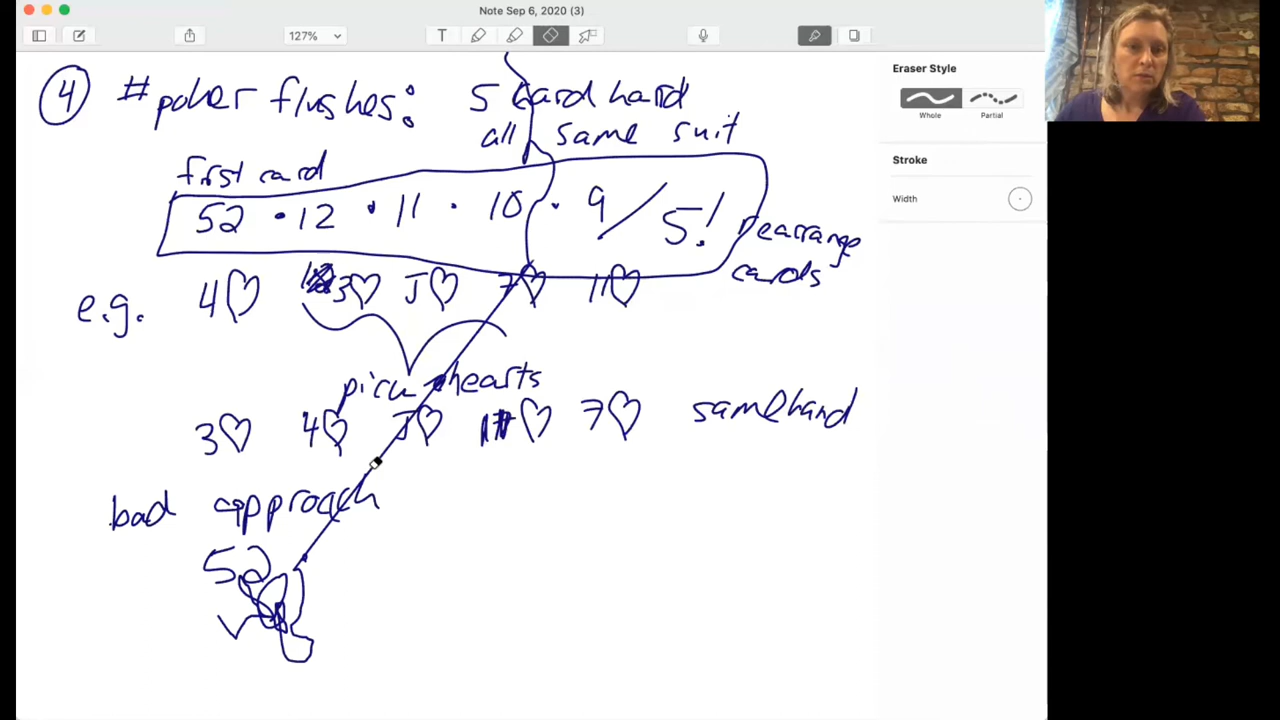 Note Sep 6, 2020 (3)
127%
T
Eraser Style
Whole Partial
Stroke
Width
4 #poker flushes: 5 card hand
all same suit
first card
52 · 12 · 11 · 10 · 9 / 5! rearrange
cards
e.g. 4♡ 3♡ J♡ 7♡ 11♡
pick hearts
3♡ 4♡ J♡ 11♡ 7♡ same hand
bad approach
52